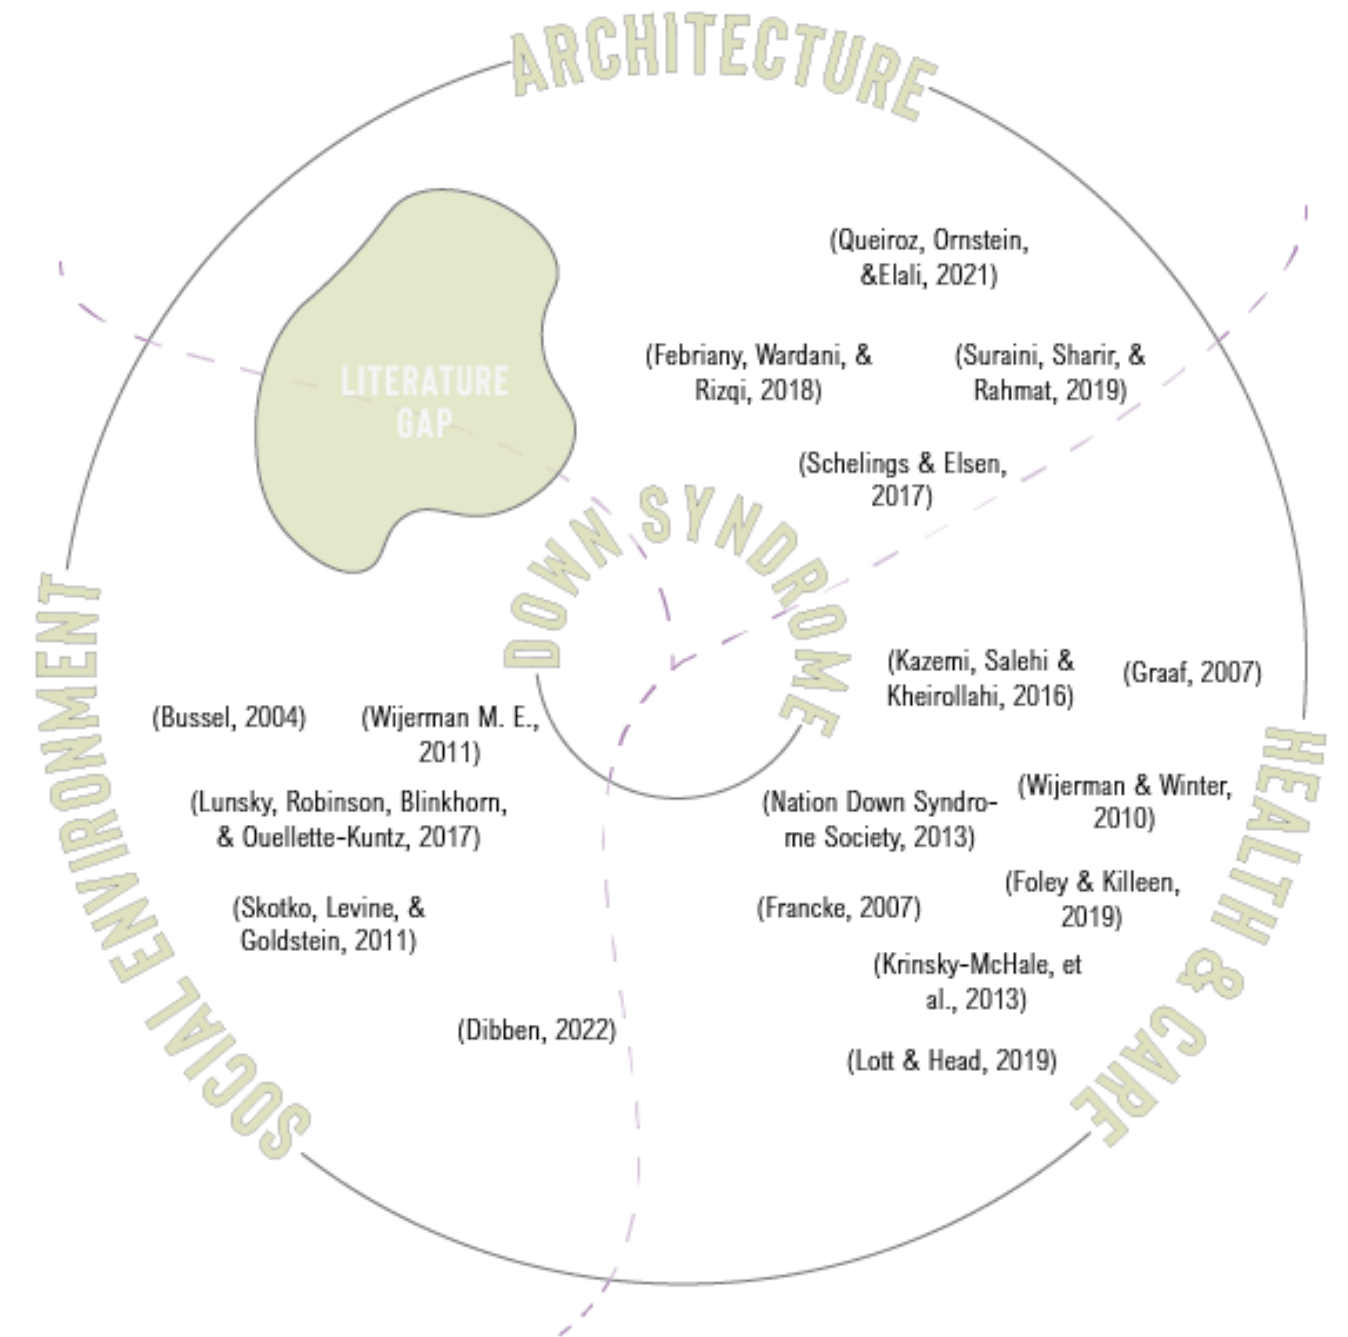 ARCHITECTURE
(Queiroz, Ornstein,
&Elali, 2021)
(Febriany, Wardani, &
Rizqi, 2018)
(Suraini, Sharir, &
Rahmat, 2019)
LITERATURE
GAP
(Schelings & Elsen,
2017)
DOWN SYNDROME
SOCIAL ENVIRONMENT
(Bussel, 2004)
(Wijerman M. E.,
2011)
(Lunsky, Robinson, Blinkhorn,
& Ouellette-Kuntz, 2017)
(Skotko, Levine, &
Goldstein, 2011)
(Dibben, 2022)
HEALTH & CARE
(Kazemi, Salehi &
Kheirollahi, 2016)
(Graaf, 2007)
(Nation Down Syndro-
me Society, 2013)
(Wijerman & Winter,
2010)
(Francke, 2007)
(Foley & Killeen,
2019)
(Krinsky-McHale, et
al., 2013)
(Lott & Head, 2019)